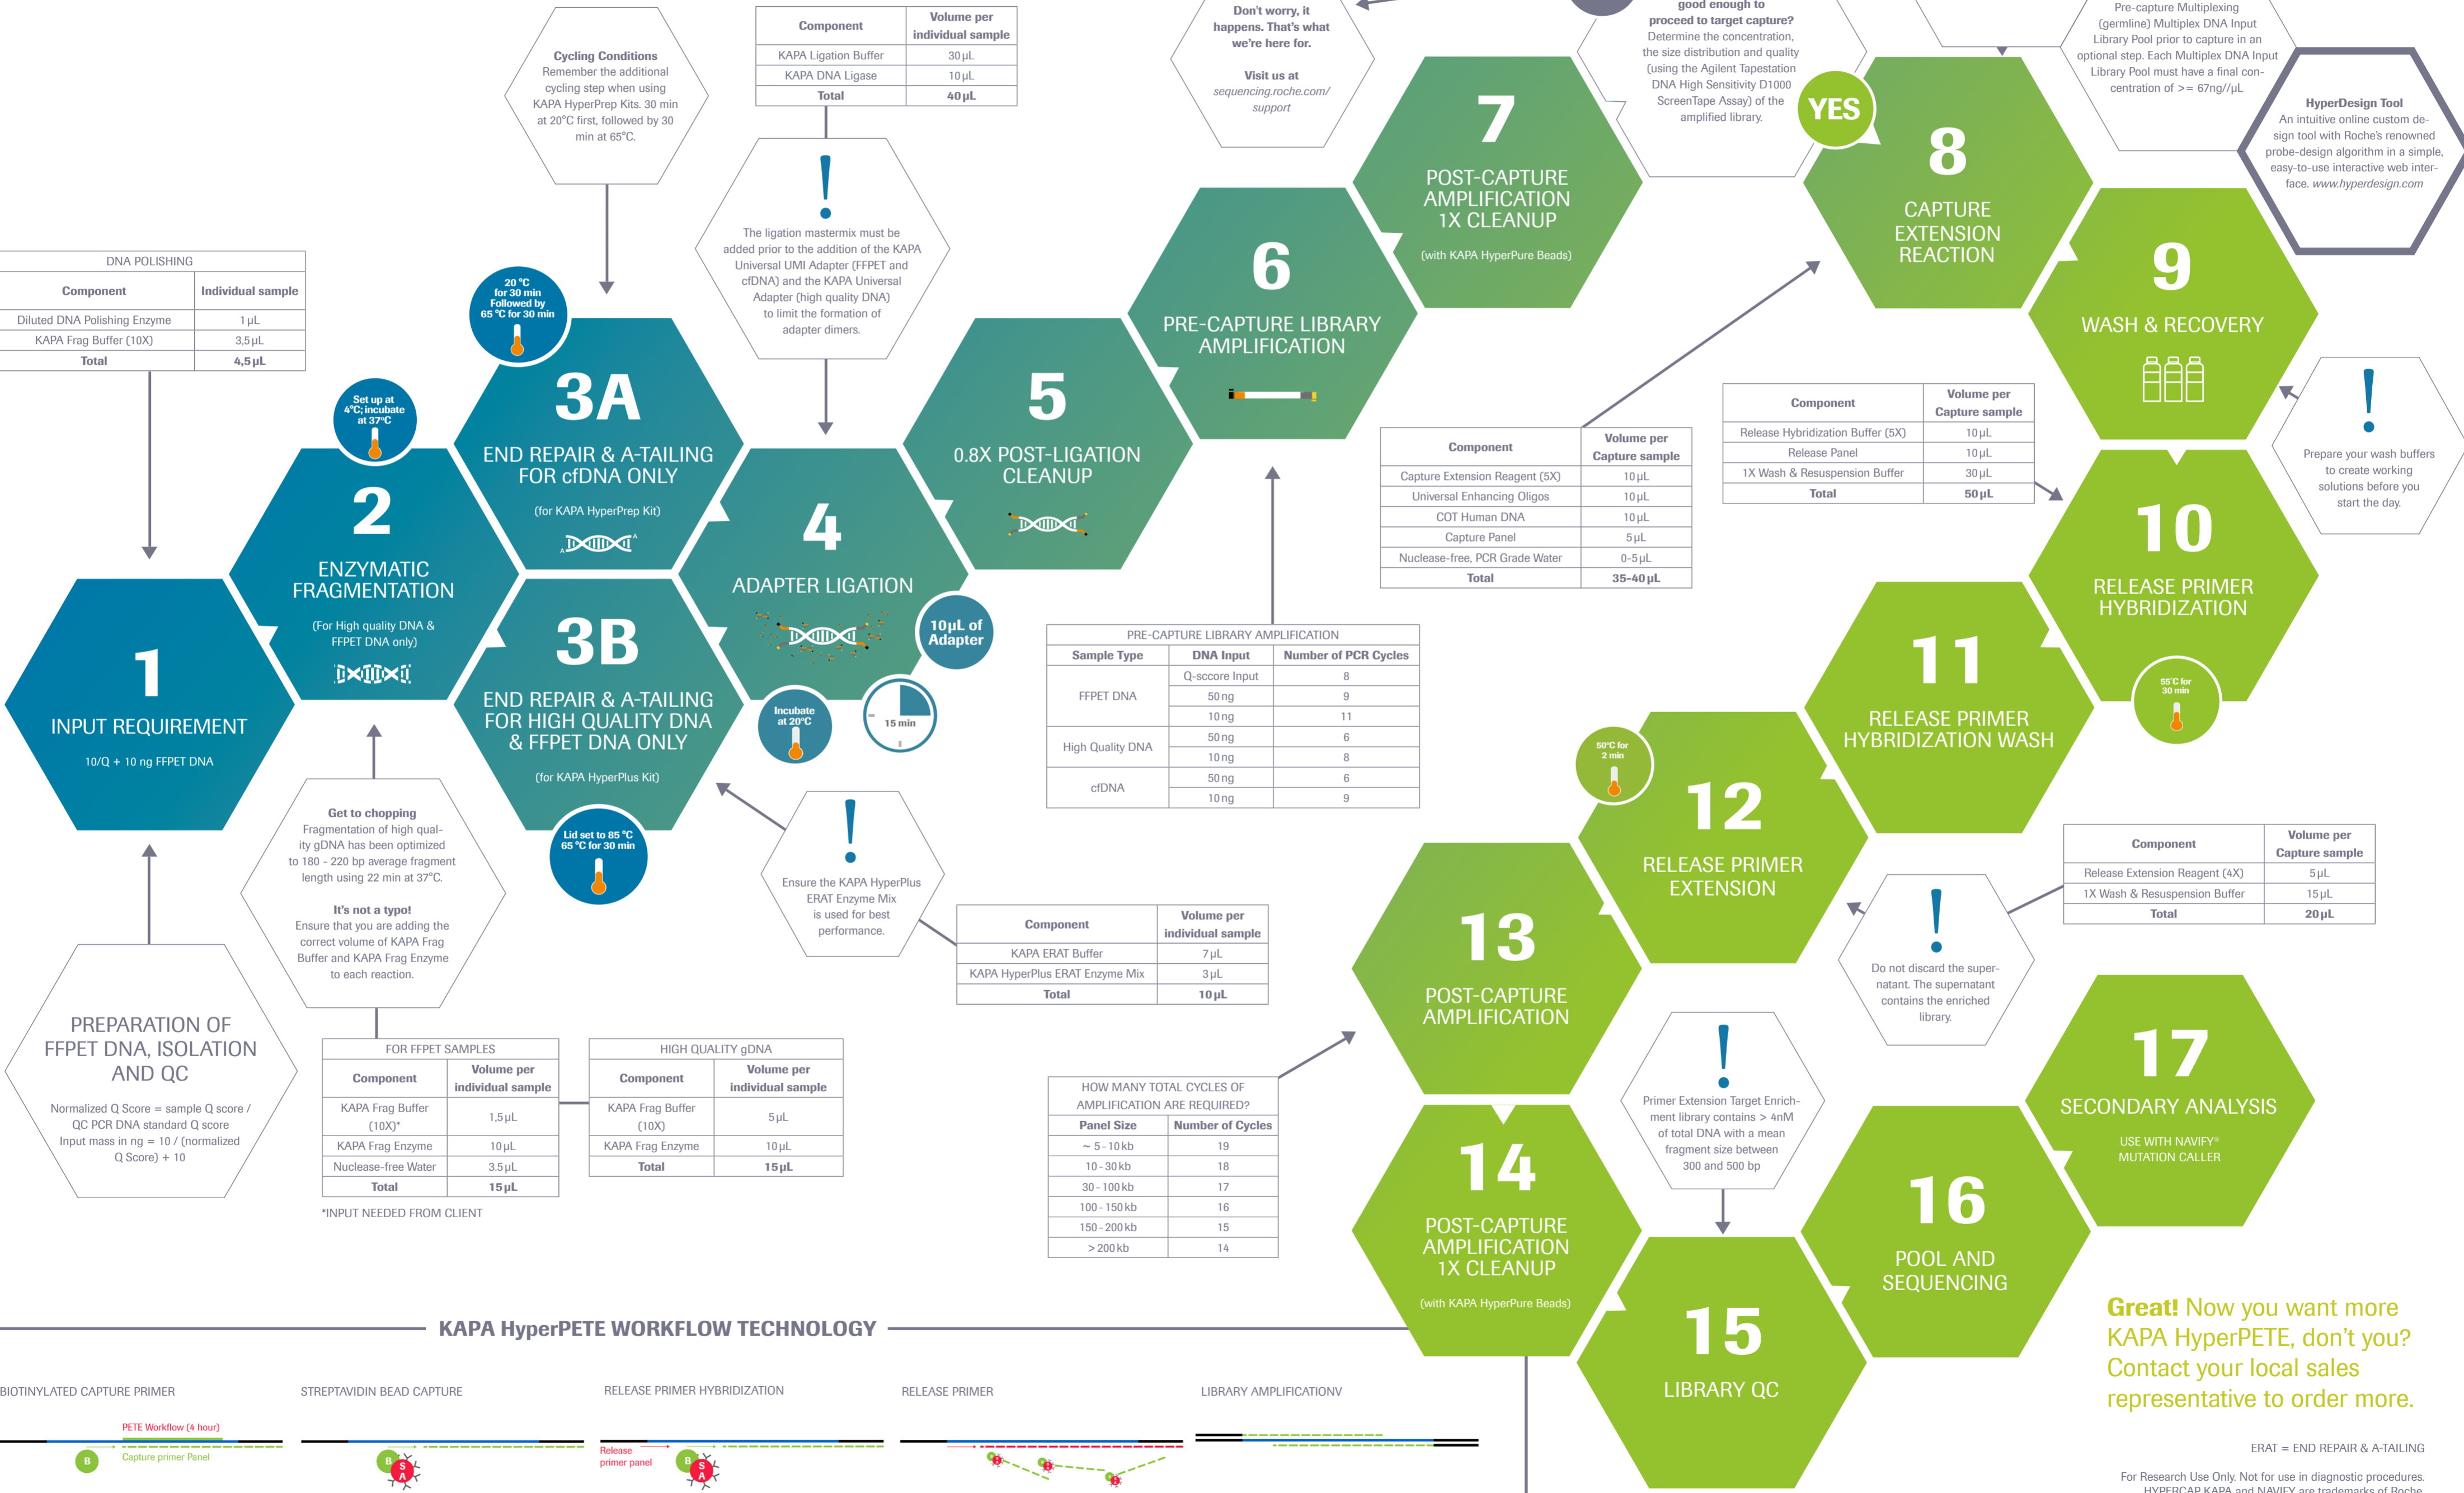 Cycling Conditions
Remember the additional
cycling step when using
KAPA HyperPrep Kits. 30 min
at 20°C first, followed by 30
min at 65°C.
Component
Volume per
individual sample
KAPA Ligation Buffer
30 µL
KAPA DNA Ligase
10 µL
Total
40 µL
!
The ligation mastermix must be
added prior to the addition of the KAPA
Universal UMI Adapter (FFPET and
cfDNA) and the KAPA Universal
Adapter (high quality DNA)
to limit the formation of
adapter dimers.
Don't worry, it
happens. That's what
we're here for.
Visit us at
sequencing.roche.com/
support
good enough to
proceed to target capture?
Determine the concentration,
the size distribution and quality
(using the Agilent Tapestation
DNA High Sensitivity D1000
ScreenTape Assay) of the
amplified library.
YES
Pre-capture Multiplexing
(germline) Multiplex DNA Input
Library Pool prior to capture in an
optional step. Each Multiplex DNA Input
Library Pool must have a final con-
centration of >= 67ng//µL
HyperDesign Tool
An intuitive online custom de-
sign tool with Roche's renowned
probe-design algorithm in a simple,
easy-to-use interactive web inter-
face. www.hyperdesign.com
DNA POLISHING
Component
Individual sample
Diluted DNA Polishing Enzyme
1 µL
KAPA Frag Buffer (10X)
3,5 µL
Total
4,5 µL
1
INPUT REQUIREMENT
10/Q + 10 ng FFPET DNA
Set up at
4°C; incubate
at 37°C
2
ENZYMATIC
FRAGMENTATION
(For High quality DNA &
FFPET DNA only)
20 °C
for 30 min
Followed by
65 °C for 30 min
3A
END REPAIR & A-TAILING
FOR cfDNA ONLY
(for KAPA HyperPrep Kit)
A
A
3B
END REPAIR & A-TAILING
FOR HIGH QUALITY DNA
& FFPET DNA ONLY
(for KAPA HyperPlus Kit)
Lid set to 85 °C
65 °C for 30 min
4
ADAPTER LIGATION
10µL of
Adapter
Incubate
at 20°C
15 min
5
0.8X POST-LIGATION
CLEANUP
6
PRE-CAPTURE LIBRARY
AMPLIFICATION
7
POST-CAPTURE
AMPLIFICATION
1X CLEANUP
(with KAPA HyperPure Beads)
8
CAPTURE
EXTENSION
REACTION
9
WASH & RECOVERY
!
Prepare your wash buffers
to create working
solutions before you
start the day.
Component
Volume per
Capture sample
Release Hybridization Buffer (5X)
10 µL
Release Panel
10 µL
1X Wash & Resuspension Buffer
30 µL
Total
50 µL
Component
Volume per
Capture sample
Capture Extension Reagent (5X)
10 µL
Universal Enhancing Oligos
10 µL
COT Human DNA
10 µL
Capture Panel
5 µL
Nuclease-free, PCR Grade Water
0-5 µL
Total
35-40 µL
10
RELEASE PRIMER
HYBRIDIZATION
55°C for
30 min
11
RELEASE PRIMER
HYBRIDIZATION WASH
50°C for
2 min
12
RELEASE PRIMER
EXTENSION
PRE-CAPTURE LIBRARY AMPLIFICATION
Sample Type
DNA Input
Number of PCR Cycles
FFPET DNA
Q-sccore Input
8
50 ng
9
10 ng
11
High Quality DNA
50 ng
6
10 ng
8
cfDNA
50 ng
6
10 ng
9
Get to chopping
Fragmentation of high qual-
ity gDNA has been optimized
to 180 - 220 bp average fragment
length using 22 min at 37°C.
It's not a typo!
Ensure that you are adding the
correct volume of KAPA Frag
Buffer and KAPA Frag Enzyme
to each reaction.
!
Ensure the KAPA HyperPlus
ERAT Enzyme Mix
is used for best
performance.
Component
Volume per
individual sample
KAPA ERAT Buffer
7 µL
KAPA HyperPlus ERAT Enzyme Mix
3 µL
Total
10 µL
Component
Volume per
Capture sample
Release Extension Reagent (4X)
5 µL
1X Wash & Resuspension Buffer
15 µL
Total
20 µL
!
Do not discard the super-
natant. The supernatant
contains the enriched
library.
PREPARATION OF
FFPET DNA, ISOLATION
AND QC
Normalized Q Score = sample Q score /
QC PCR DNA standard Q score
Input mass in ng = 10 / (normalized
Q Score) + 10
FOR FFPET SAMPLES
Component
Volume per
individual sample
KAPA Frag Buffer
(10X)*
1,5 µL
KAPA Frag Enzyme
10 µL
Nuclease-free Water
3.5 µL
Total
15 µL
*INPUT NEEDED FROM CLIENT
HIGH QUALITY gDNA
Component
Volume per
individual sample
KAPA Frag Buffer
(10X)
5 µL
KAPA Frag Enzyme
10 µL
Total
15 µL
HOW MANY TOTAL CYCLES OF
AMPLIFICATION ARE REQUIRED?
Panel Size
Number of Cycles
~ 5 - 10 kb
19
10 - 30 kb
18
30 - 100 kb
17
100 - 150 kb
16
150 - 200 kb
15
> 200 kb
14
13
POST-CAPTURE
AMPLIFICATION
14
POST-CAPTURE
AMPLIFICATION
1X CLEANUP
(with KAPA HyperPure Beads)
!
Primer Extension Target Enrich-
ment library contains > 4nM
of total DNA with a mean
fragment size between
300 and 500 bp
15
LIBRARY QC
16
POOL AND
SEQUENCING
17
SECONDARY ANALYSIS
USE WITH NAVIFY®
MUTATION CALLER
KAPA HyperPETE WORKFLOW TECHNOLOGY
BIOTINYLATED CAPTURE PRIMER
PETE Workflow (4 hour)
B
Capture primer Panel
STREPTAVIDIN BEAD CAPTURE
B
S
A
RELEASE PRIMER HYBRIDIZATION
Release
primer panel
B
S
A
RELEASE PRIMER
LIBRARY AMPLIFICATIONV
Great! Now you want more
KAPA HyperPETE, don't you?
Contact your local sales
representative to order more.
ERAT = END REPAIR & A-TAILING
For Research Use Only. Not for use in diagnostic procedures.
HYPERCAP, KAPA and NAVIFY are trademarks of Roche.